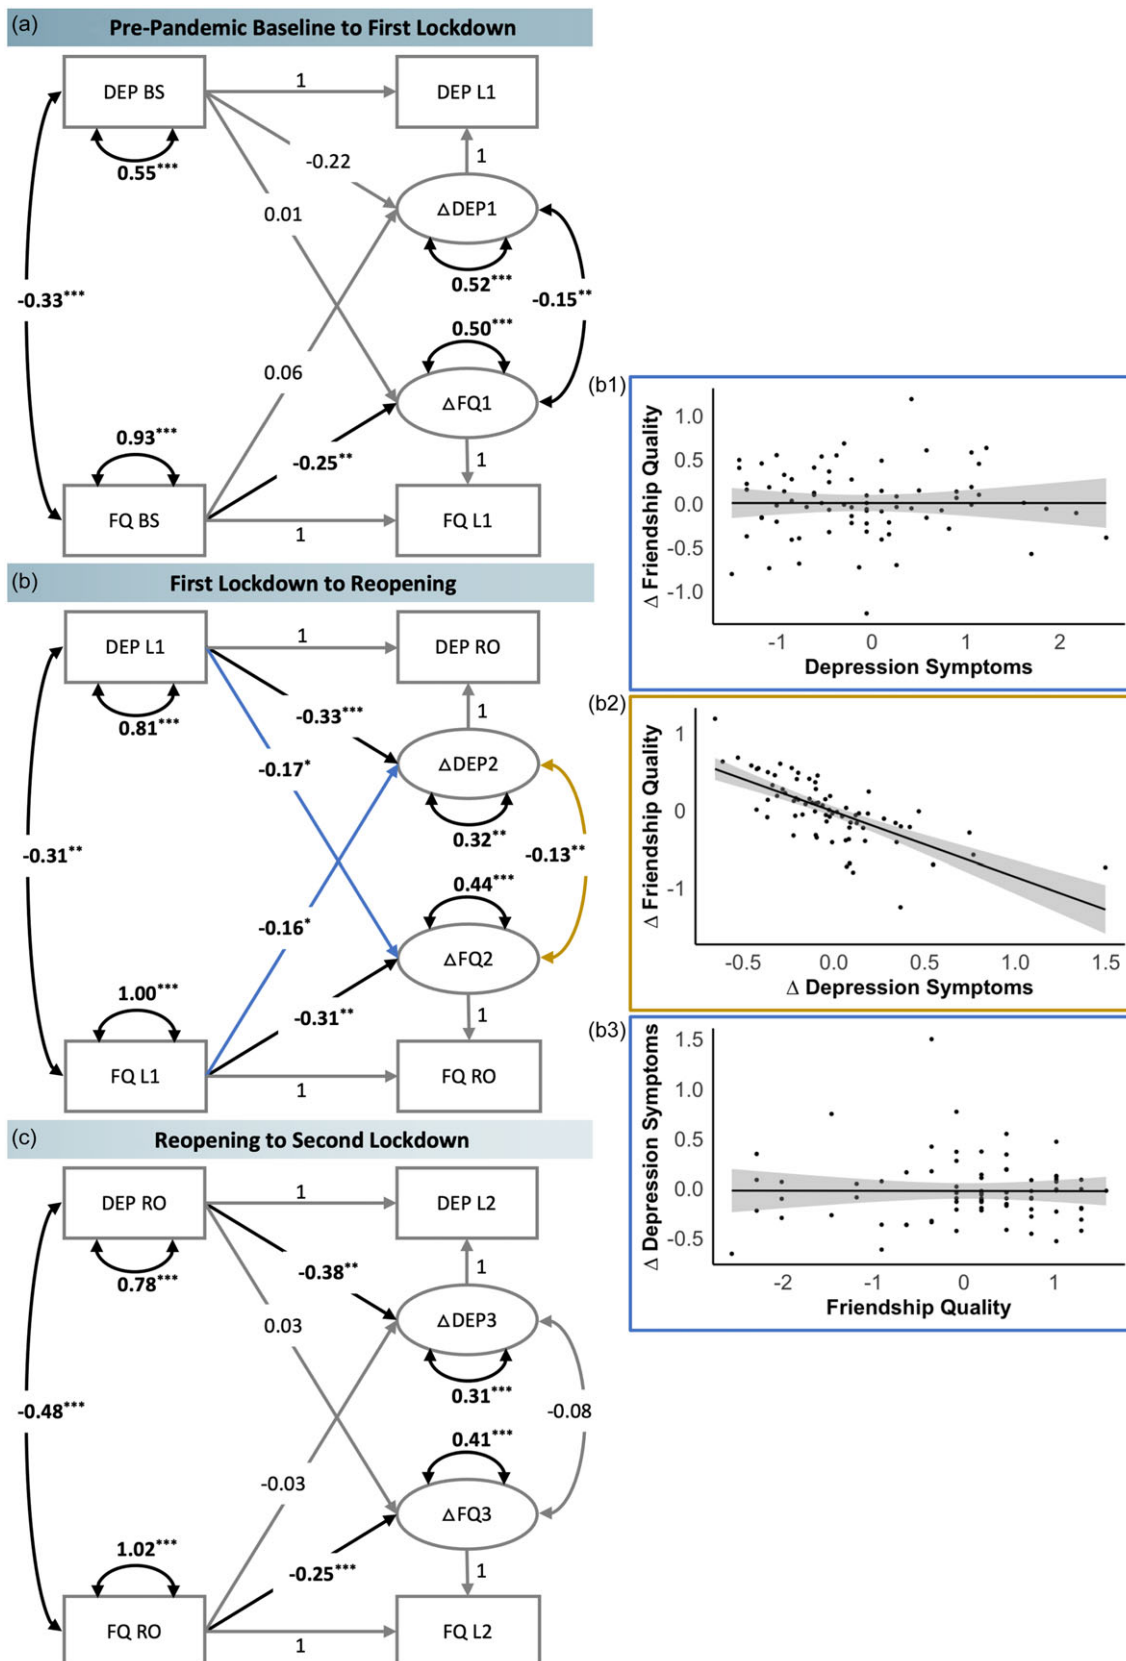 (a)
Pre-Pandemic Baseline to First Lockdown
DEP BS
1
DEP L1
0.55***
-0.22
1
0.01
△DEP1
0.52***
-0.33***
-0.15**
0.50***
0.06
△FQ1
0.93***
-0.25**
1
FQ BS
1
FQ L1
(b)
First Lockdown to Reopening
DEP L1
1
DEP RO
0.81***
-0.33***
1
-0.17*
△DEP2
0.32**
-0.31**
-0.13**
0.44***
-0.16*
△FQ2
1.00***
-0.31**
1
FQ L1
1
FQ RO
(c)
Reopening to Second Lockdown
DEP RO
1
DEP L2
0.78***
-0.38**
1
0.03
△DEP3
0.31***
-0.48***
-0.08
0.41***
-0.03
△FQ3
1.02***
-0.25***
1
FQ RO
1
FQ L2
(b1)
Δ Friendship Quality
1.0
0.5
0.0
-0.5
-1.0
-1 0 1 2
Depression Symptoms
(b2)
Δ Friendship Quality
1
0
-1
-0.5 0.0 0.5 1.0 1.5
Δ Depression Symptoms
(b3)
Δ Depression Symptoms
1.5
1.0
0.5
0.0
-0.5
-2 -1 0 1
Friendship Quality